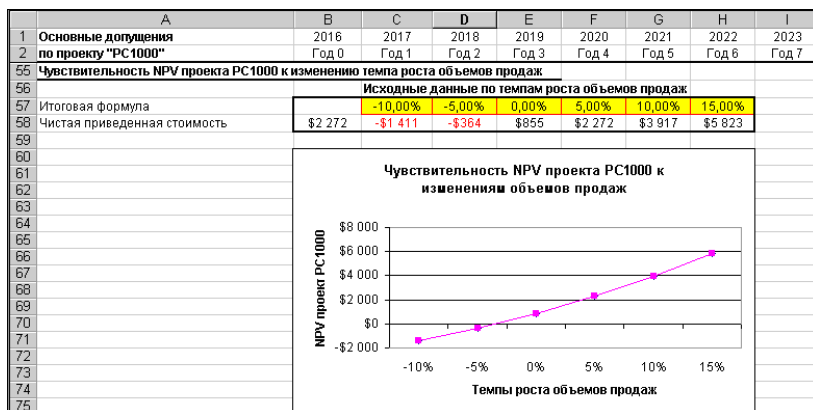 A B C D E F G H I
1 Основные допущения 2016 2017 2018 2019 2020 2021 2022 2023
2 по проекту "PC1000" Год 0 Год 1 Год 2 Год 3 Год 4 Год 5 Год 6 Год 7
55 Чувствительность NPV проекта PC1000 к изменению темпа роста объемов продаж
56 Исходные данные по темпам роста объемов продаж
57 Итоговая формула -10,00% -5,00% 0,00% 5,00% 10,00% 15,00%
58 Чистая приведенная стоимость $2 272 -$1 411 -$364 $855 $2 272 $3 917 $5 823
59
60
61 Чувствительность NPV проекта PC1000 к
62 изменениям объемов продаж
63
64 $8 000
65
66 $6 000
67 $4 000
68
69 $2 000
70 $0
71 -$2 000
72
73 -10% -5% 0% 5% 10% 15%
74 Темпы роста объемов продаж
75
NPV проект PC1000